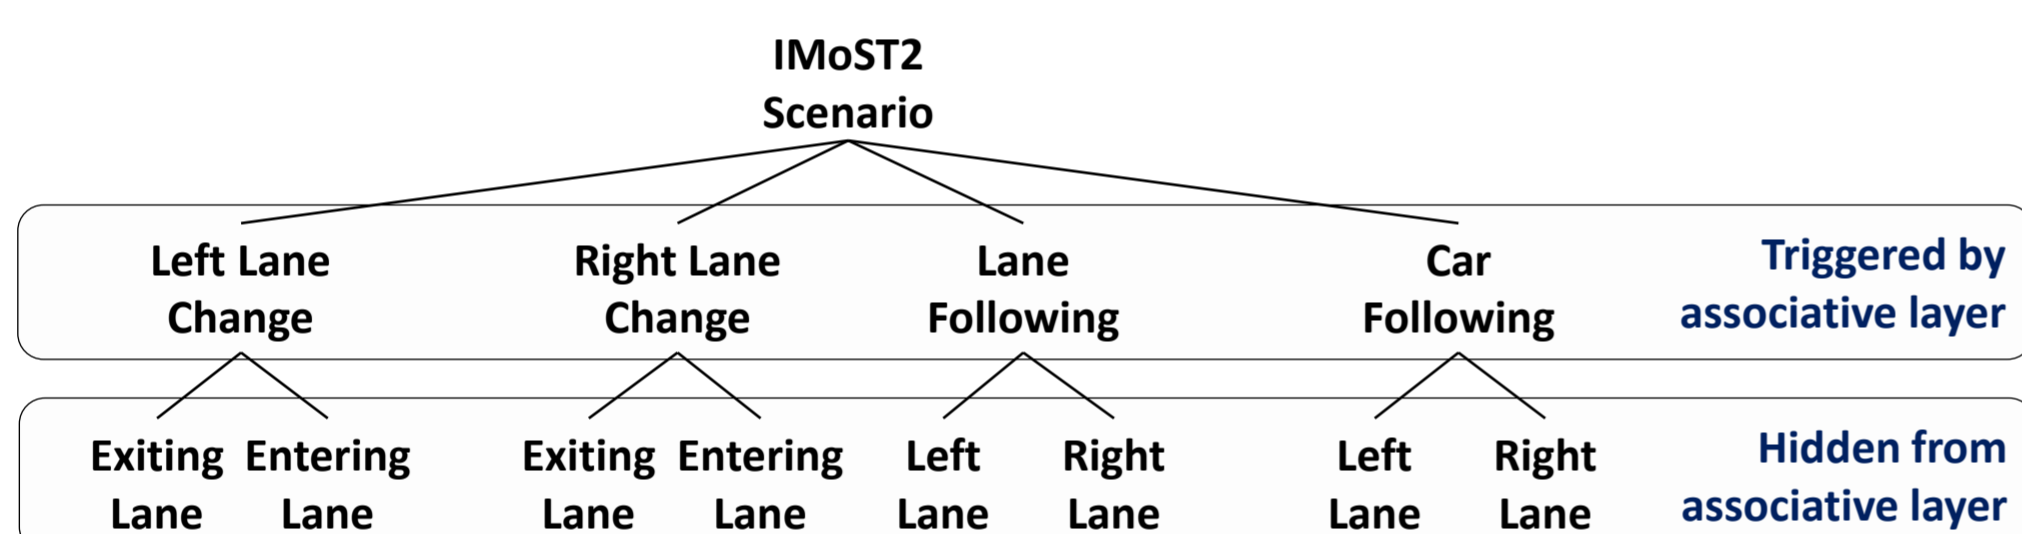 IMoST2
Scenario
Left Lane
Change
Right Lane
Change
Lane
Following
Car
Following
Triggered by
associative layer
Exiting
Lane
Entering
Lane
Exiting
Lane
Entering
Lane
Left
Lane
Right
Lane
Left
Lane
Right
Lane
Hidden from
associative layer